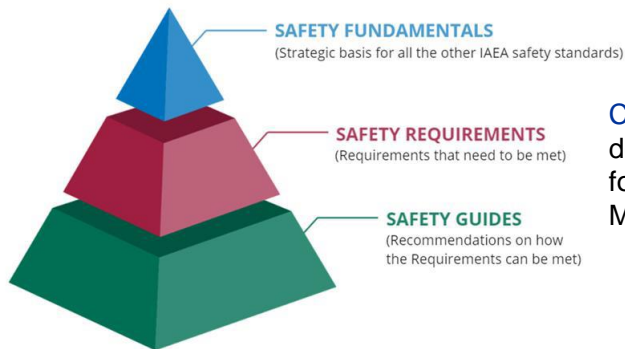 SAFETY FUNDAMENTALS
(Strategic basis for all the other IAEA safety standards)
SAFETY REQUIREMENTS
(Requirements that need to be met)
SAFETY GUIDES
(Recommendations on how
the Requirements can be met)